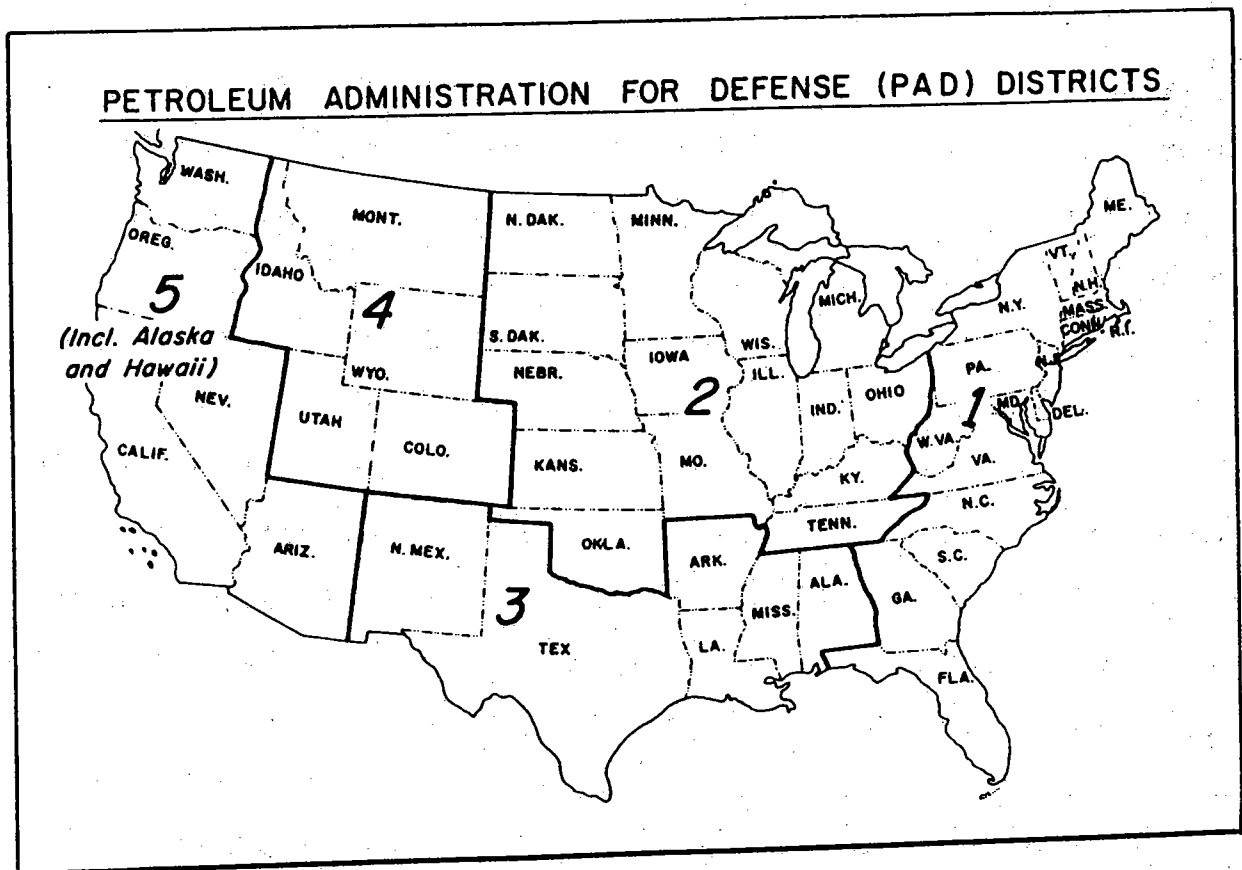 PETROLEUM ADMINISTRATION FOR DEFENSE (PAD) DISTRICTS
WASH.
MONT.
N. DAK.
MINN.
ME.
OREG.
IDAHO
VT.
N.H.
MICH.
N.Y.
MASS.
CONN.
R.I.
5
(Incl. Alaska
and Hawaii)
4
S. DAK.
WIS.
IOWA
WYO.
NEBR.
ILL.
IND.
OHIO
PA.
N.J.
NEV.
UTAH
COLO.
2
1
MD.
DEL.
W. VA.
VA.
CALIF.
KANS.
MO.
KY.
N.C.
TENN.
ARIZ.
N. MEX.
OKLA.
ARK.
S.C.
3
MISS.
ALA.
GA.
TEX
LA.
FLA.